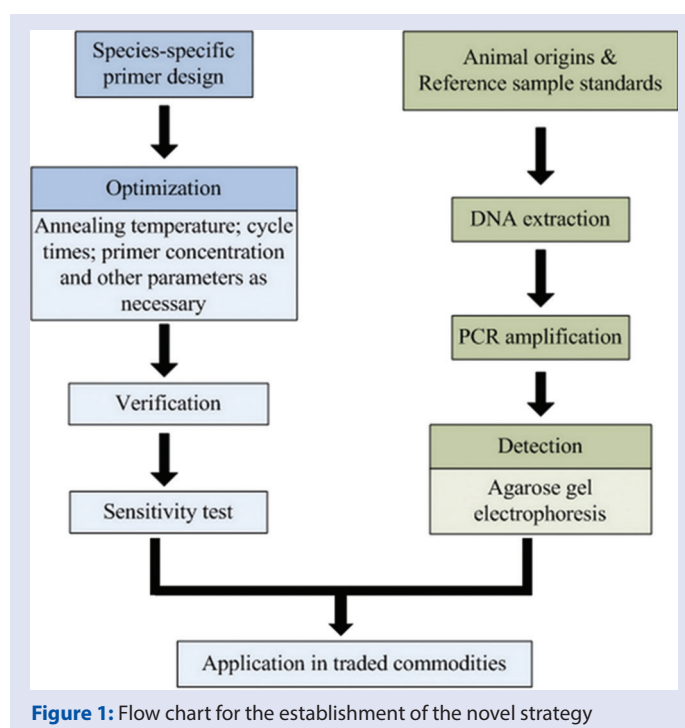 Species-specific
primer design
Optimization
Annealing temperature; cycle
times; primer concentration
and other parameters as
necessary
Verification
Sensitivity test
Animal origins &
Reference sample standards
DNA extraction
PCR amplification
Detection
Agarose gel
electrophoresis
Application in traded commodities
Figure 1: Flow chart for the establishment of the novel strategy